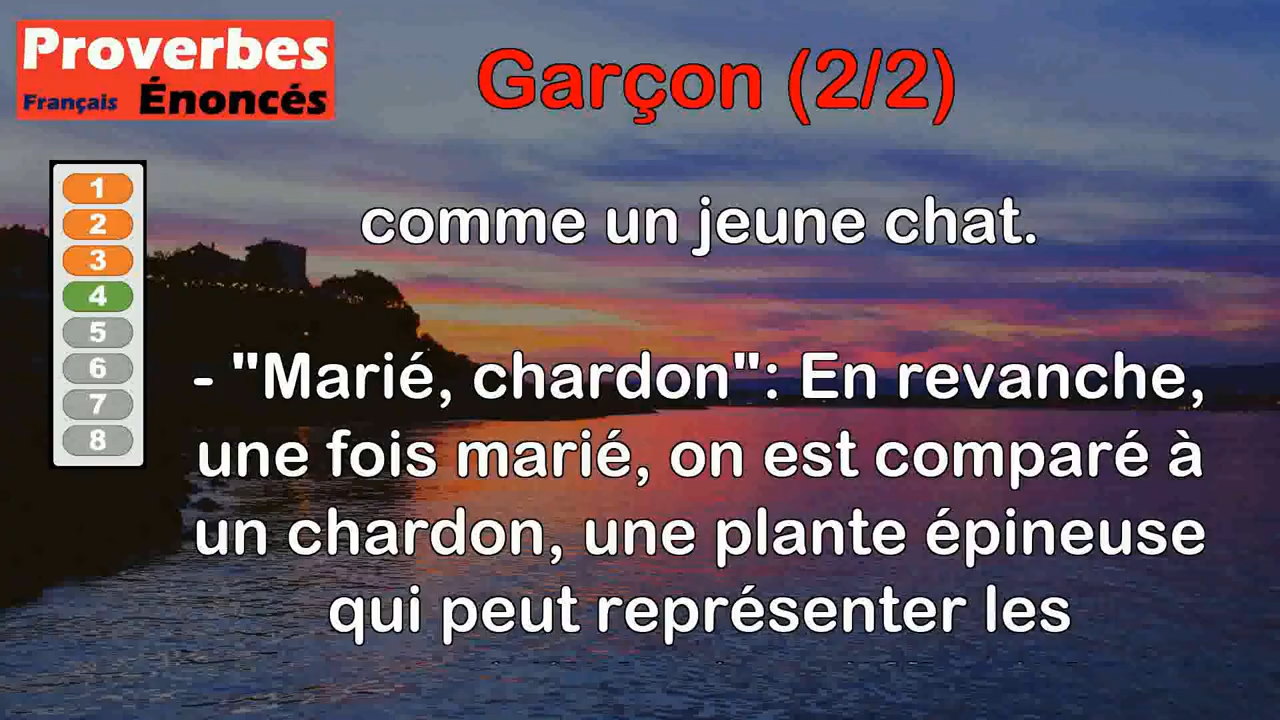 Proverbes
Français Énoncés
Garçon (2/2)
1
2
3
4
5
6
7
8
comme un jeune chat.
- "Marié, chardon": En revanche,
une fois marié, on est comparé à
un chardon, une plante épineuse
qui peut représenter les